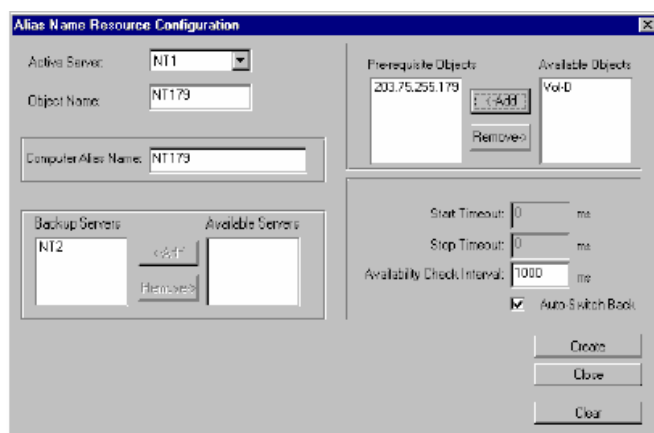 Alias Name Resource Configuration
Active Server: NT1
Object Name: NT179
Computer Alias Name: NT179
Backup Servers
Available Servers
NT2
<-Add
Remove->
Pre-requisite Objects
Available Objects
203.75.255.179
<-Add
Vol-D
Remove->
Start Timeout: 0 ms
Stop Timeout: 0 ms
Availability Check Interval: 1000 ms
Auto-Switch Back
Create
Close
Clear